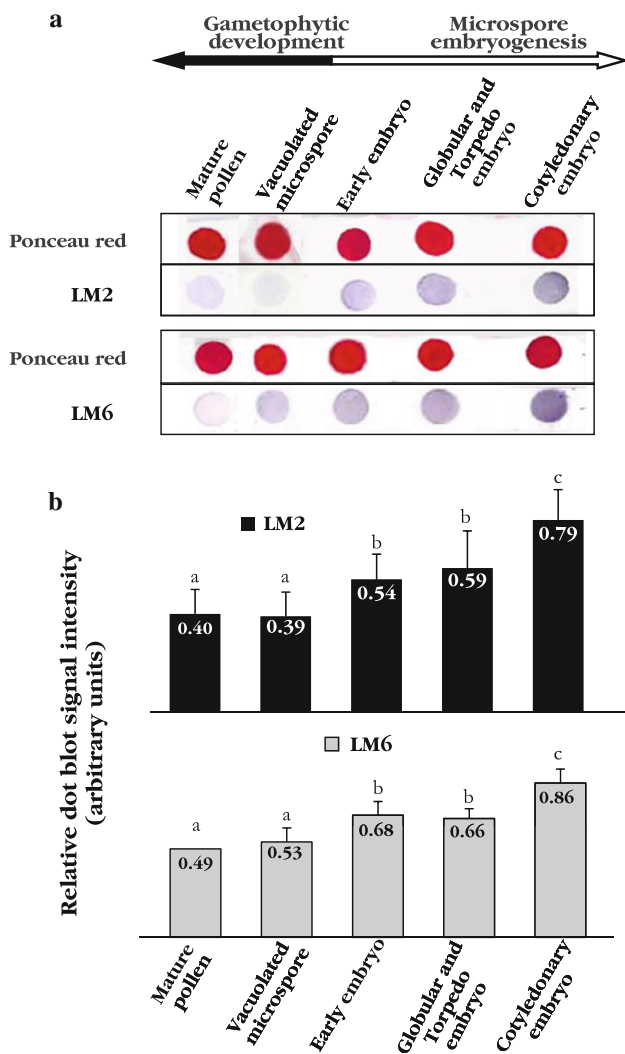 a
Gametophytic
development
Microspore
embryogenesis
Mature
pollen
Vacuolated
microspore
Early embryo
Globular and
Torpedo
embryo
Cotyledonary
embryo
Ponceau red
LM2
Ponceau red
LM6
b
Relative dot blot signal intensity
(arbitrary units)
LM2
a
a
b
b
c
0.40
0.39
0.54
0.59
0.79
LM6
a
a
b
b
c
0.49
0.53
0.68
0.66
0.86
Mature
pollen
Vacuolated
microspore
Early embryo
Globular and
Torpedo
embryo
Cotyledonary
embryo